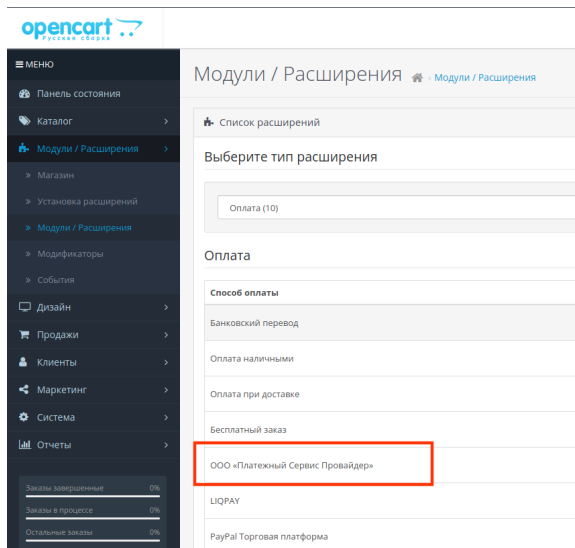 opencart
Русская сборка
МЕНЮ
Панель состояния
Каталог
Модули / Расширения
Магазин
Установка расширений
Модули / Расширения
Модификаторы
События
Дизайн
Продажи
Клиенты
Маркетинг
Система
Отчеты
Заказы завершенные 0%
Заказы в процессе 0%
Остальные заказы 0%
Модули / Расширения › Модули / Расширения
Список расширений
Выберите тип расширения
Оплата (10)
Оплата
Способ оплаты
Банковский перевод
Оплата наличными
Оплата при доставке
Бесплатный заказ
ООО «Платежный Сервис Провайдер»
LIQPAY
PayPal Торговая платформа